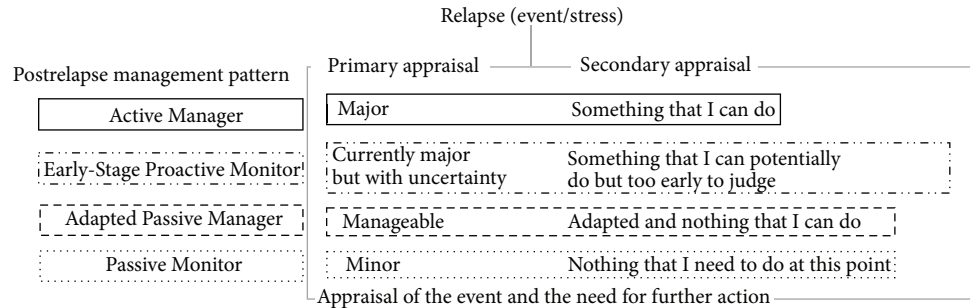 Relapse (event/stress)
Primary appraisal
Secondary appraisal
Postrelapse management pattern
Active Manager
Major
Something that I can do
Early-Stage Proactive Monitor
Currently major
but with uncertainty
Something that I can potentially
do but too early to judge
Adapted Passive Manager
Manageable
Adapted and nothing that I can do
Passive Monitor
Minor
Nothing that I need to do at this point
Appraisal of the event and the need for further action